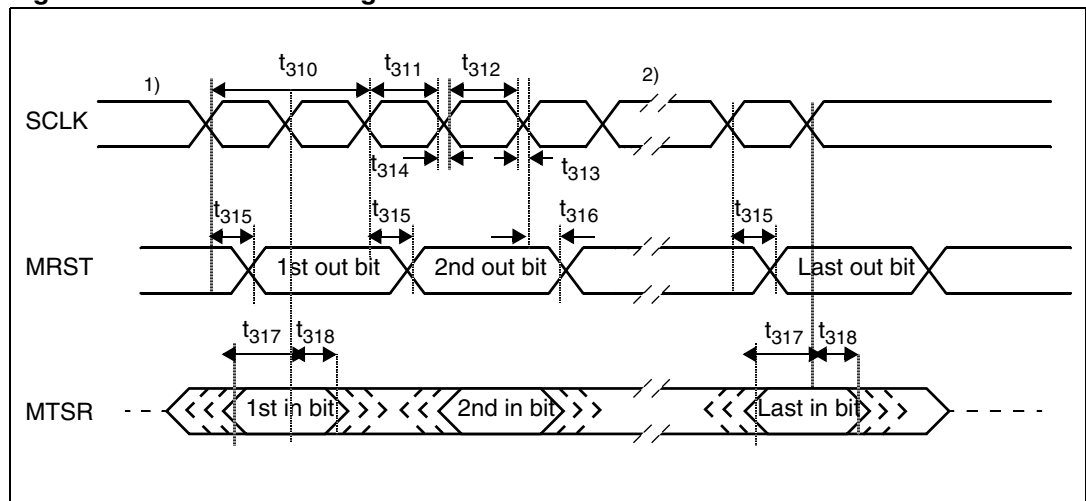 1) t310 t311 t312 2)
SCLK
t314 t313
t315 t315 t316 t315
MRST 1st out bit 2nd out bit Last out bit
t317 t318 t317 t318
MTSR 1st in bit 2nd in bit Last in bit